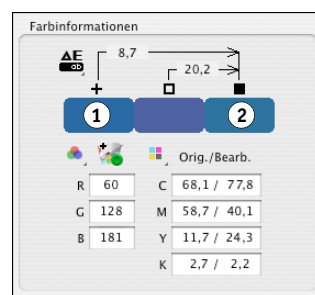 Farbinformationen
ΔE
ab
8,7
20,2
1
2
Orig./Bearb.
R 60 C 68,1 / 77,8
G 128 M 58,7 / 40,1
B 181 Y 11,7 / 24,3
K 2,7 / 2,2